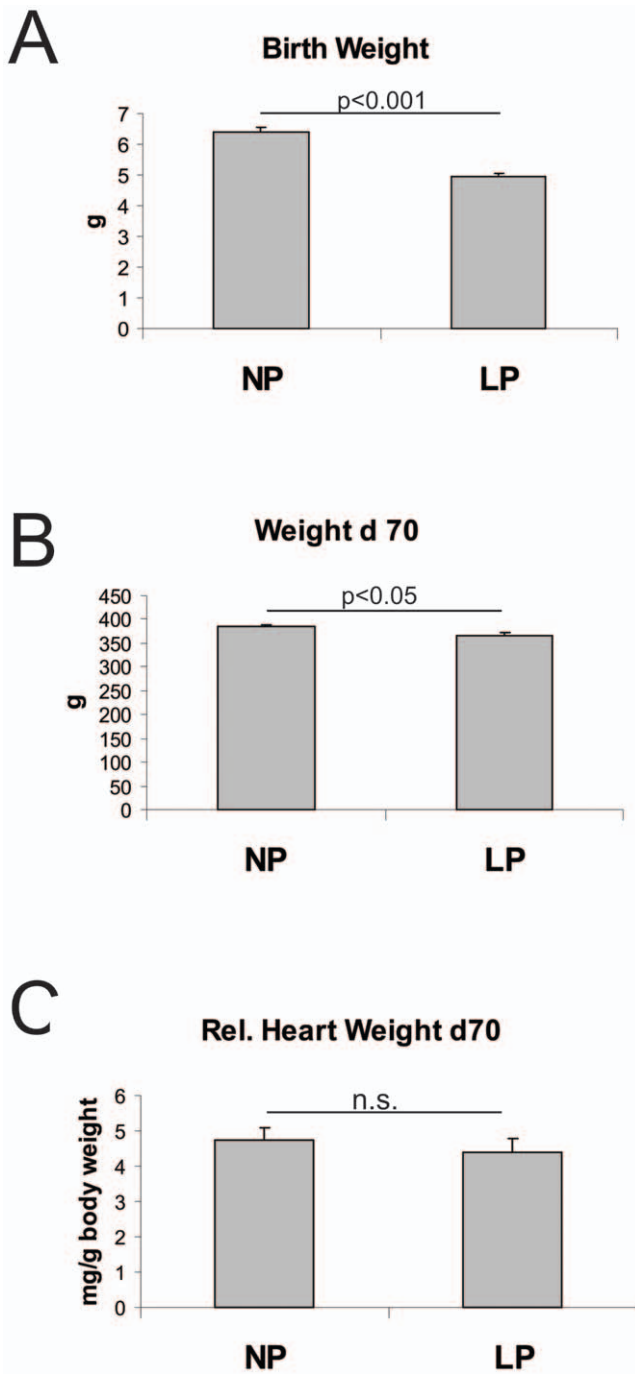 A
Birth Weight
p<0.001
7
6
5
4
3
2
1
0
g
NP LP
B
Weight d 70
p<0.05
450
400
350
300
250
200
150
100
50
0
g
NP LP
C
Rel. Heart Weight d70
n.s.
6
5
4
3
2
1
0
mg/g body weight
NP LP